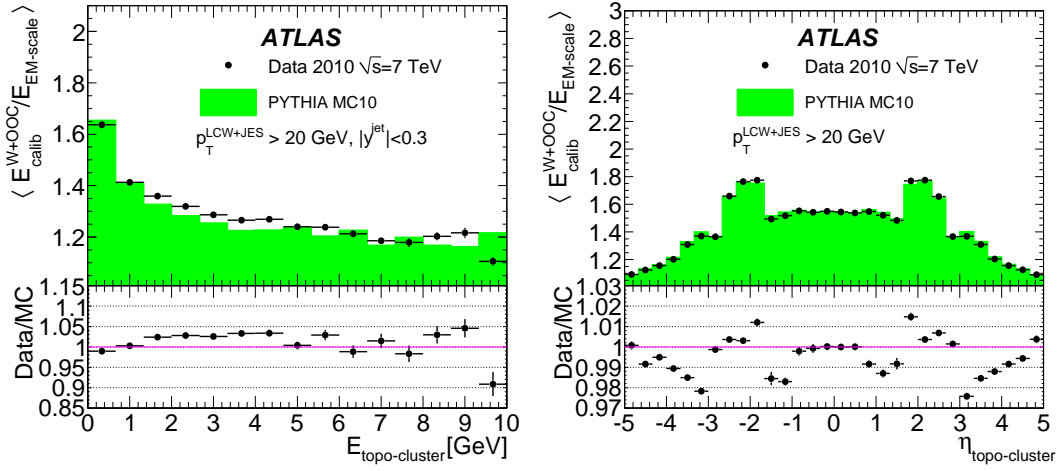 ⟨ E^{W+OOC}_{calib}/E_{EM-scale} ⟩
2
1.8
1.6
1.4
1.2
ATLAS
Data 2010 √s=7 TeV
PYTHIA MC10
p_T^{LCW+JES} > 20 GeV, |y^{jet}|<0.3
Data/MC
1.15
1.1
1.05
1
0.95
0.9
0.85
0 1 2 3 4 5 6 7 8 9 10
E_{topo-cluster}[GeV]
⟨ E^{W+OOC}_{calib}/E_{EM-scale} ⟩
3
2.8
2.6
2.4
2.2
2
1.8
1.6
1.4
1.2
ATLAS
Data 2010 √s=7 TeV
PYTHIA MC10
p_T^{LCW+JES} > 20 GeV
Data/MC
1.03
1.02
1.01
1
0.99
0.98
0.97
-5 -4 -3 -2 -1 0 1 2 3 4 5
η_{topo-cluster}